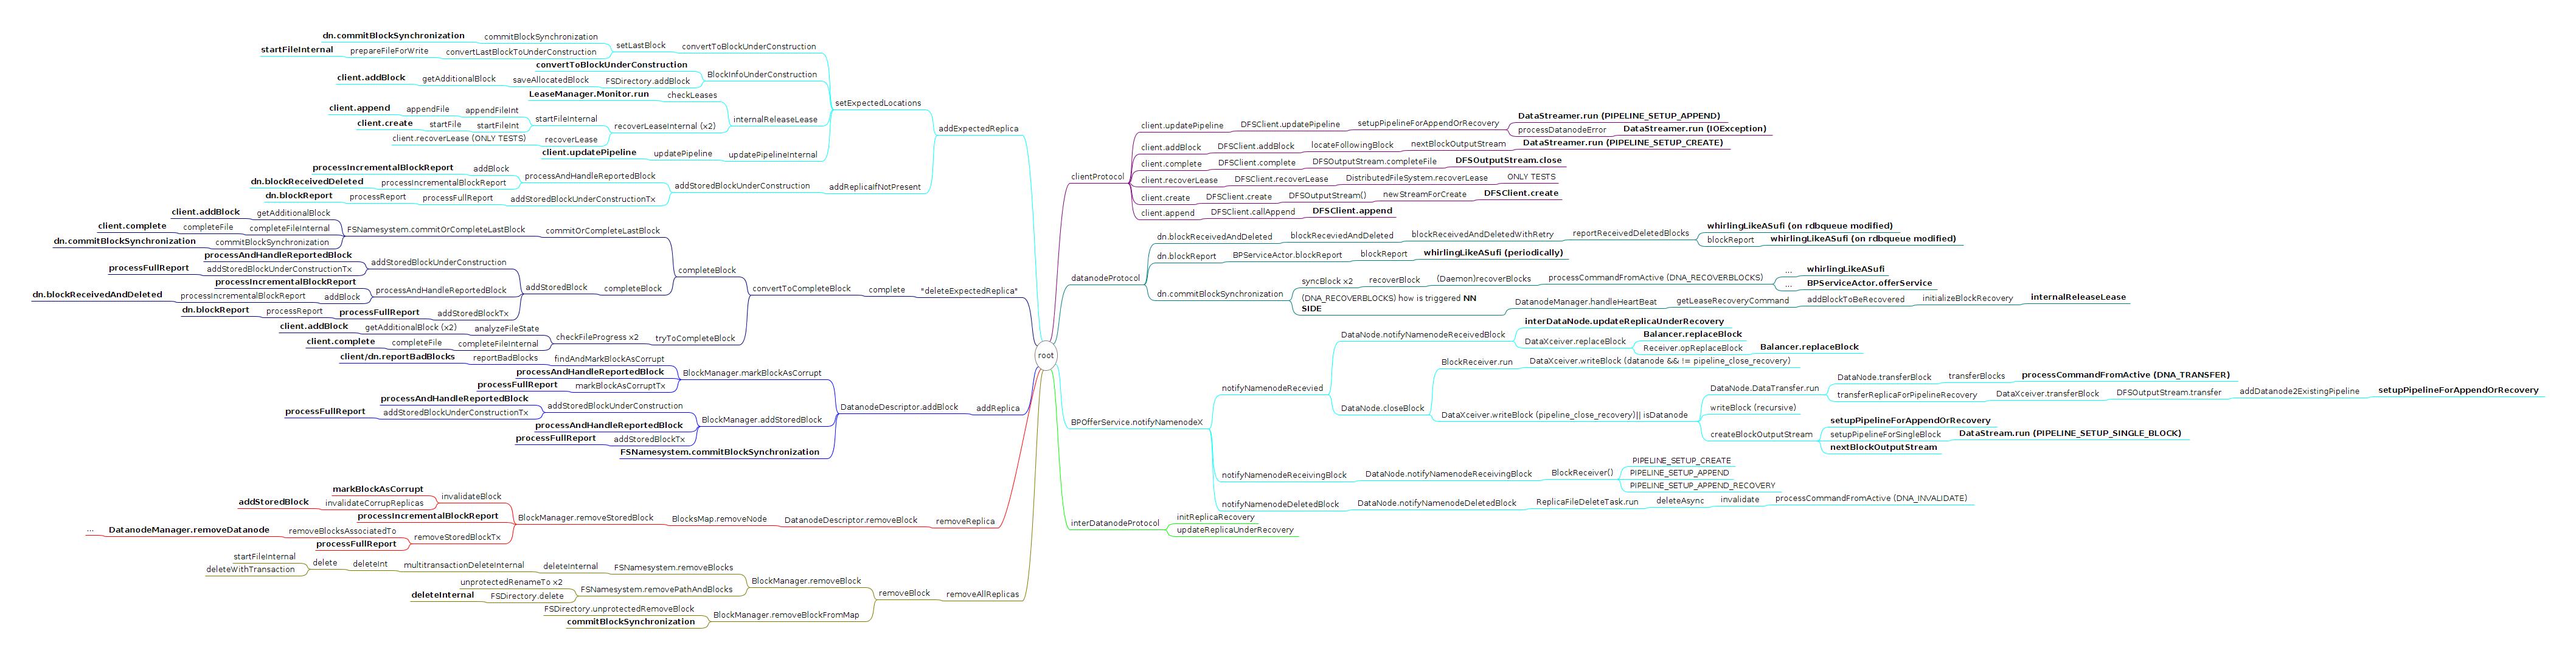 dn.commitBlockSynchronization commitBlockSynchronization
startFileInternal prepareFileForWrite convertLastBlockToUnderConstruction setLastBlock convertToBlockUnderConstruction
convertToBlockUnderConstruction
client.addBlock getAdditionalBlock saveAllocatedBlock FSDirectory.addBlock BlockInfoUnderConstruction
LeaseManager.Monitor.run checkLeases
setExpectedLocations
client.append appendFile appendFileInt
client.create startFile startFileInt startFileInternal
client.recoverLease (ONLY TESTS) recoverLease recoverLeaseInternal (x2) internalReleaseLease
addExpectedReplica
client.updatePipeline updatePipeline updatePipelineInternal
processIncrementalBlockReport addBlock
dn.blockReceivedDeleted processIncrementalBlockReport processAndHandleReportedBlock
dn.blockReport processReport processFullReport addStoredBlockUnderConstructionTx addStoredBlockUnderConstruction addReplicaIfNotPresent
client.addBlock getAdditionalBlock
client.complete completeFile completeFileInternal
dn.commitBlockSynchronization commitBlockSynchronization FSNamesystem.commitOrCompleteLastBlock commitOrCompleteLastBlock
processAndHandleReportedBlock
processFullReport addStoredBlockUnderConstructionTx addStoredBlockUnderConstruction
completeBlock
processIncrementalBlockReport
dn.blockReceivedAndDeleted processIncrementalBlockReport addBlock processAndHandleReportedBlock addStoredBlock completeBlock
convertToCompleteBlock complete "deleteExpectedReplica"
dn.blockReport processReport processFullReport addStoredBlockTx
client.addBlock getAdditionalBlock (x2) analyzeFileState
client.complete completeFile completeFileInternal checkFileProgress x2 tryToCompleteBlock
client/dn.reportBadBlocks reportBadBlocks findAndMarkBlockAsCorrupt
processAndHandleReportedBlock
processFullReport markBlockAsCorruptTx BlockManager.markBlockAsCorrupt
processAndHandleReportedBlock
processFullReport addStoredBlockUnderConstructionTx addStoredBlockUnderConstruction
DatanodeDescriptor.addBlock addReplica
processAndHandleReportedBlock BlockManager.addStoredBlock
processFullReport addStoredBlockTx
FSNamesystem.commitBlockSynchronization
markBlockAsCorrupt
addStoredBlock invalidateCorrupReplicas invalidateBlock
processIncrementalBlockReport BlockManager.removeStoredBlock BlocksMap.removeNode DatanodeDescriptor.removeBlock removeReplica
... DatanodeManager.removeDatanode removeBlocksAssociatedTo
processFullReport removeStoredBlockTx
startFileInternal
deleteWithTransaction delete deleteInt multitransactionDeleteInternal deleteInternal FSNamesystem.removeBlocks
unprotectedRenameTo x2 BlockManager.removeBlock
deleteInternal FSDirectory.delete FSNamesystem.removePathAndBlocks
removeBlock removeAllReplicas
FSDirectory.unprotectedRemoveBlock
commitBlockSynchronization BlockManager.removeBlockFromMap
root
clientProtocol
client.updatePipeline DFSClient.updatePipeline setupPipelineForAppendOrRecovery DataStreamer.run (PIPELINE_SETUP_APPEND)
processDatanodeError DataStreamer.run (IOException)
client.addBlock DFSClient.addBlock locateFollowingBlock nextBlockOutputStream DataStreamer.run (PIPELINE_SETUP_CREATE)
client.complete DFSClient.complete DFSOutputStream.completeFile DFSOutputStream.close
client.recoverLease DFSClient.recoverLease DistributedFileSystem.recoverLease ONLY TESTS
client.create DFSClient.create DFSOutputStream() newStreamForCreate DFSClient.create
client.append DFSClient.callAppend DFSClient.append
datanodeProtocol
dn.blockReceivedAndDeleted blockReceviedAndDeleted blockReceivedAndDeletedWithRetry reportReceivedDeletedBlocks whirlingLikeASufi (on rdbqueue modified)
blockReport whirlingLikeASufi (on rdbqueue modified)
dn.blockReport BPServiceActor.blockReport blockReport whirlingLikeASufi (periodically)
dn.commitBlockSynchronization syncBlock x2 recoverBlock (Daemon)recoverBlocks processCommandFromActive (DNA_RECOVERBLOCKS) ... whirlingLikeASufi
... BPServiceActor.offerService
(DNA_RECOVERBLOCKS) how is triggered NN
SIDE DatanodeManager.handleHeartBeat getLeaseRecoveryCommand addBlockToBeRecovered initializeBlockRecovery internalReleaseLease
BPOfferService.notifyNamenodeX
notifyNamenodeRecevied DataNode.notifyNamenodeReceivedBlock interDataNode.updateReplicaUnderRecovery
DataXceiver.replaceBlock Balancer.replaceBlock
Receiver.opReplaceBlock Balancer.replaceBlock
DataNode.closeBlock BlockReceiver.run DataXceiver.writeBlock (datanode && != pipeline_close_recovery)
DataXceiver.writeBlock (pipeline_close_recovery)|| isDatanode
DataNode.DataTransfer.run DataNode.transferBlock transferBlocks processCommandFromActive (DNA_TRANSFER)
transferReplicaForPipelineRecovery DataXceiver.transferBlock DFSOutputStream.transfer addDatanode2ExistingPipeline setupPipelineForAppendOrRecovery
writeBlock (recursive)
createBlockOutputStream setupPipelineForAppendOrRecovery
setupPipelineForSingleBlock DataStream.run (PIPELINE_SETUP_SINGLE_BLOCK)
nextBlockOutputStream
notifyNamenodeReceivingBlock DataNode.notifyNamenodeReceivingBlock BlockReceiver() PIPELINE_SETUP_CREATE
PIPELINE_SETUP_APPEND
PIPELINE_SETUP_APPEND_RECOVERY
notifyNamenodeDeletedBlock DataNode.notifyNamenodeDeletedBlock ReplicaFileDeleteTask.run deleteAsync invalidate processCommandFromActive (DNA_INVALIDATE)
interDatanodeProtocol initReplicaRecovery
updateReplicaUnderRecovery